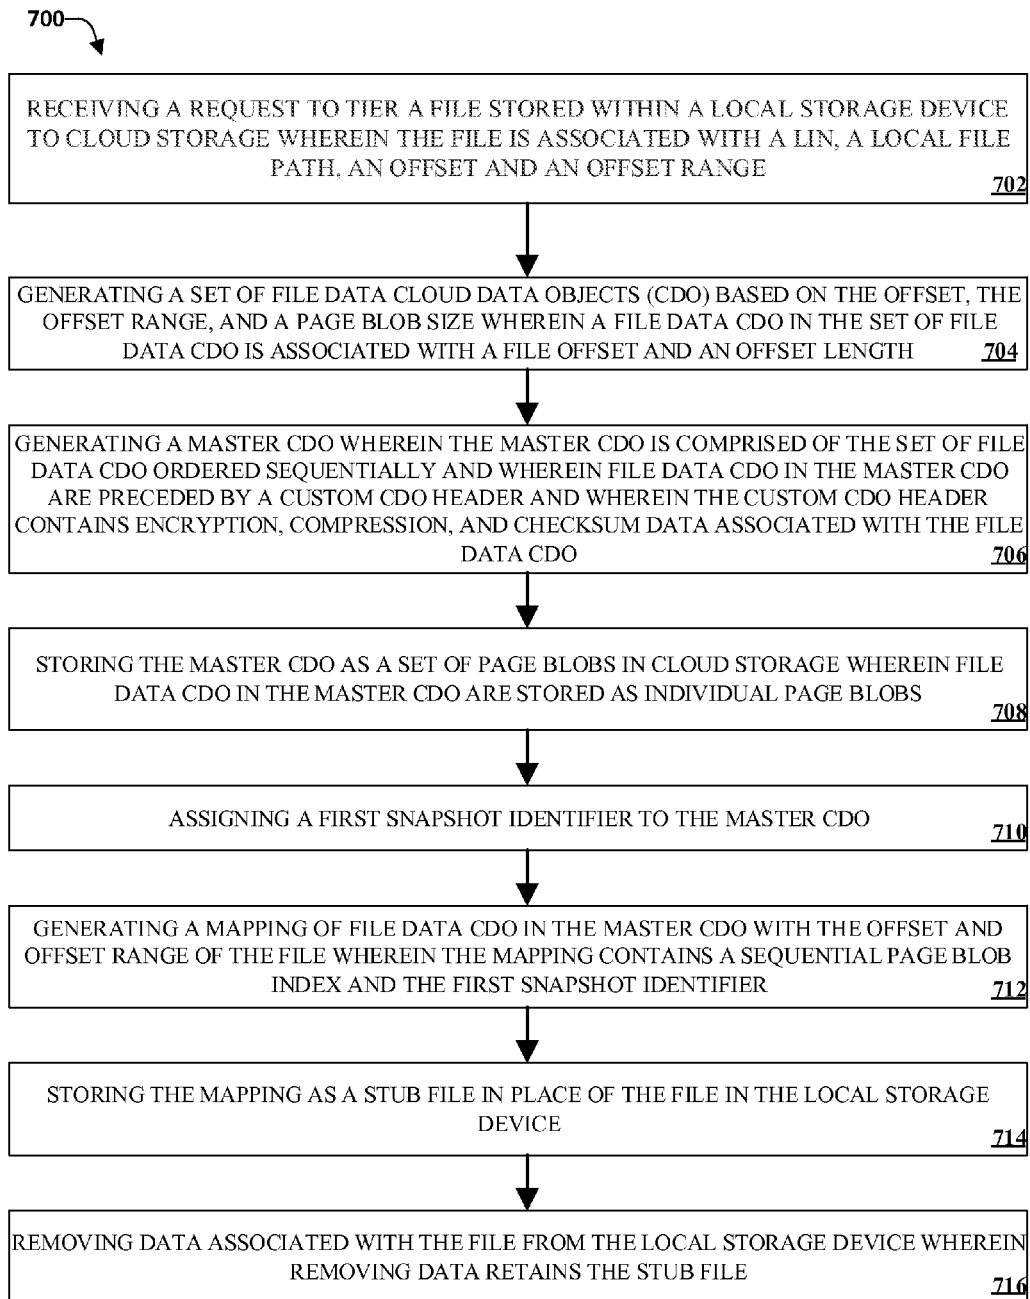 700
RECEIVING A REQUEST TO TIER A FILE STORED WITHIN A LOCAL STORAGE DEVICE
TO CLOUD STORAGE WHEREIN THE FILE IS ASSOCIATED WITH A LIN, A LOCAL FILE
PATH, AN OFFSET AND AN OFFSET RANGE
702
GENERATING A SET OF FILE DATA CLOUD DATA OBJECTS (CDO) BASED ON THE OFFSET, THE
OFFSET RANGE, AND A PAGE BLOB SIZE WHEREIN A FILE DATA CDO IN THE SET OF FILE
DATA CDO IS ASSOCIATED WITH A FILE OFFSET AND AN OFFSET LENGTH 704
GENERATING A MASTER CDO WHEREIN THE MASTER CDO IS COMPRISED OF THE SET OF FILE
DATA CDO ORDERED SEQUENTIALLY AND WHEREIN FILE DATA CDO IN THE MASTER CDO
ARE PRECEDED BY A CUSTOM CDO HEADER AND WHEREIN THE CUSTOM CDO HEADER
CONTAINS ENCRYPTION, COMPRESSION, AND CHECKSUM DATA ASSOCIATED WITH THE FILE
DATA CDO 706
STORING THE MASTER CDO AS A SET OF PAGE BLOBS IN CLOUD STORAGE WHEREIN FILE
DATA CDO IN THE MASTER CDO ARE STORED AS INDIVIDUAL PAGE BLOBS
708
ASSIGNING A FIRST SNAPSHOT IDENTIFIER TO THE MASTER CDO
710
GENERATING A MAPPING OF FILE DATA CDO IN THE MASTER CDO WITH THE OFFSET AND
OFFSET RANGE OF THE FILE WHEREIN THE MAPPING CONTAINS A SEQUENTIAL PAGE BLOB
INDEX AND THE FIRST SNAPSHOT IDENTIFIER 712
STORING THE MAPPING AS A STUB FILE IN PLACE OF THE FILE IN THE LOCAL STORAGE
DEVICE
714
REMOVING DATA ASSOCIATED WITH THE FILE FROM THE LOCAL STORAGE DEVICE WHEREIN
REMOVING DATA RETAINS THE STUB FILE
716